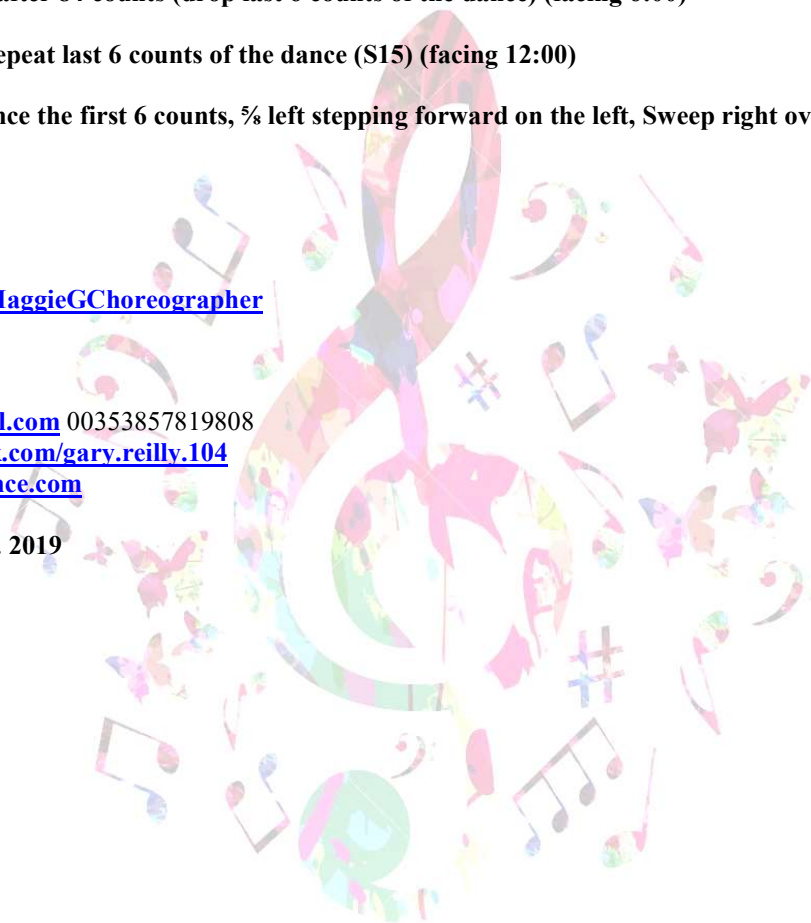 after 84 counts (drop last 6 counts of the dance) (facing 6:00)
epeat last 6 counts of the dance (S15) (facing 12:00)
nce the first 6 counts, ⅝ left stepping forward on the left, Sweep right ov
MaggieGChoreographer
l.com 00353857819808
k.com/gary.reilly.104
nce.com
2019